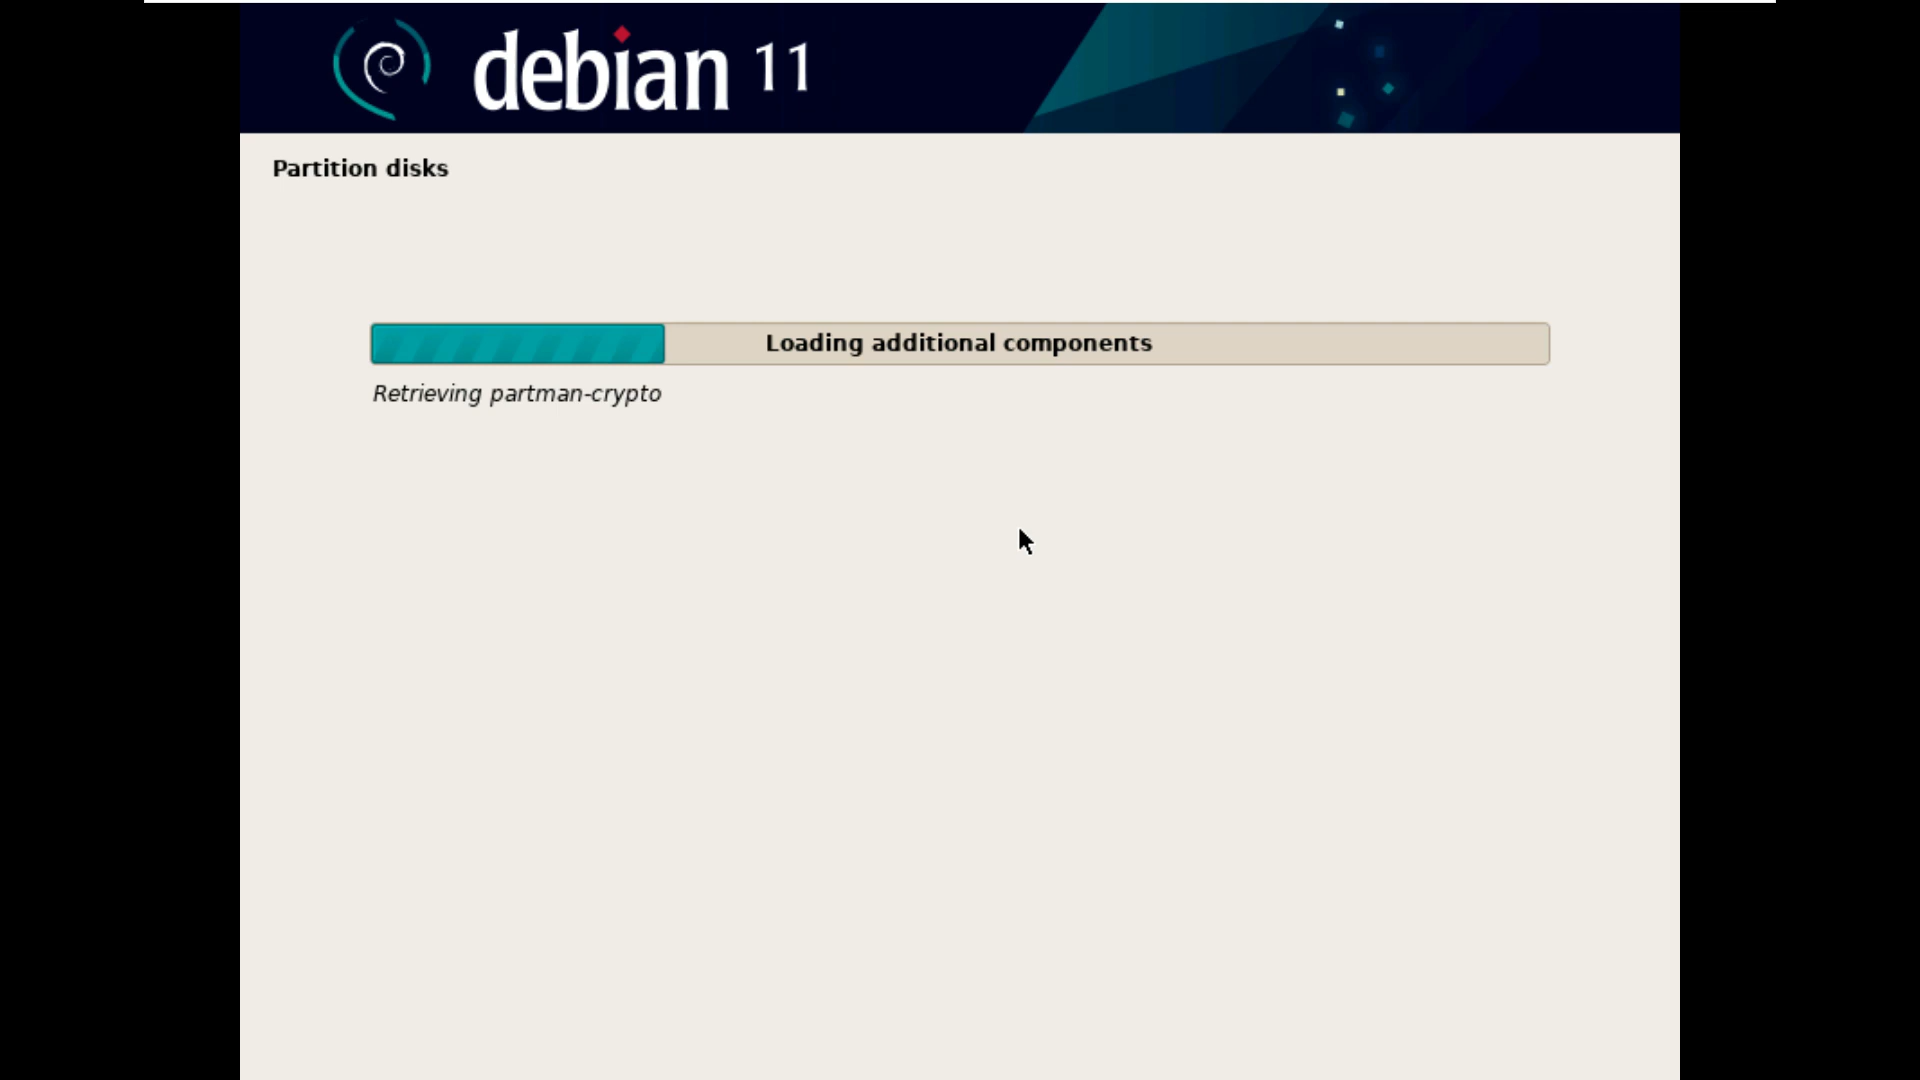 debian 11
Partition disks
Loading additional components
Retrieving partman-crypto